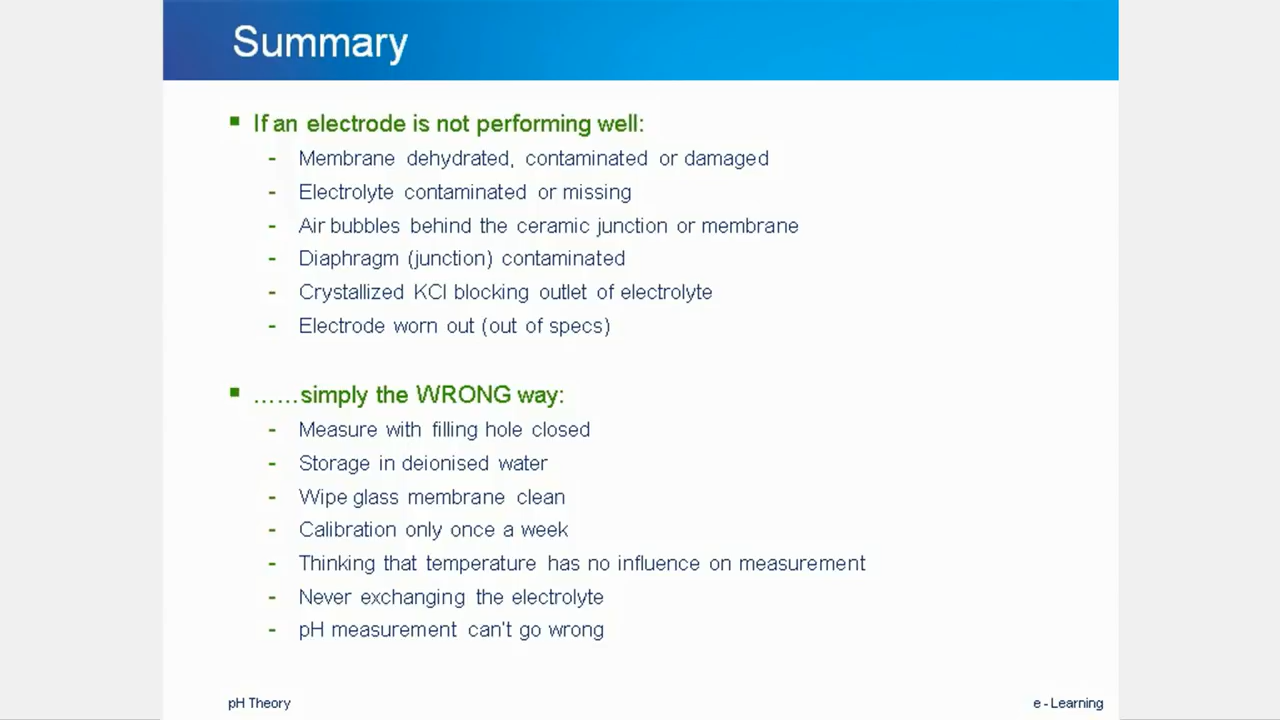 Summary
If an electrode is not performing well:
- Membrane dehydrated, contaminated or damaged
- Electrolyte contaminated or missing
- Air bubbles behind the ceramic junction or membrane
- Diaphragm (junction) contaminated
- Crystallized KCl blocking outlet of electrolyte
- Electrode worn out (out of specs)
……simply the WRONG way:
- Measure with filling hole closed
- Storage in deionised water
- Wipe glass membrane clean
- Calibration only once a week
- Thinking that temperature has no influence on measurement
- Never exchanging the electrolyte
- pH measurement can't go wrong
pH Theory
e - Learning